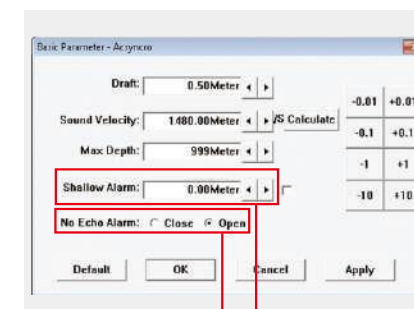 Basic Parameter - Acsyncro
Draft: 0.50Meter
-0.01 +0.01
Sound Velocity: 1480.00Meter /S Calculate
-0.1 +0.1
Max Depth: 999Meter
-1 +1
Shallow Alarm: 0.00Meter
-10 +10
No Echo Alarm: Close Open
Default OK Cancel Apply